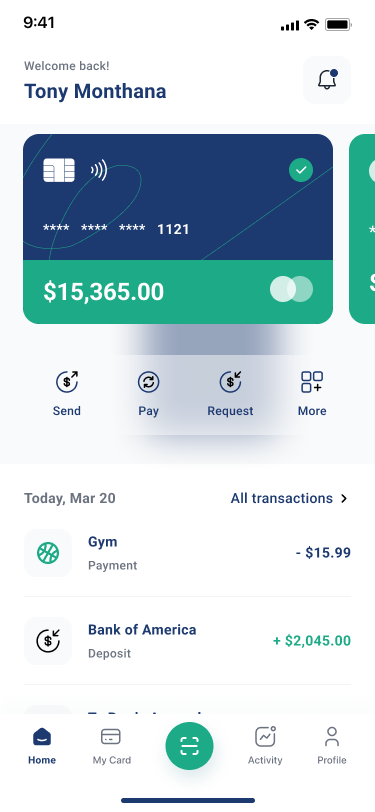 9:41
Welcome back!
Tony Monthana
**** **** **** 1121
$15,365.00
Send Pay Request More
Today, Mar 20 All transactions
Gym
Payment
- $15.99
Bank of America
Deposit
+ $2,045.00
Home My Card Activity Profile